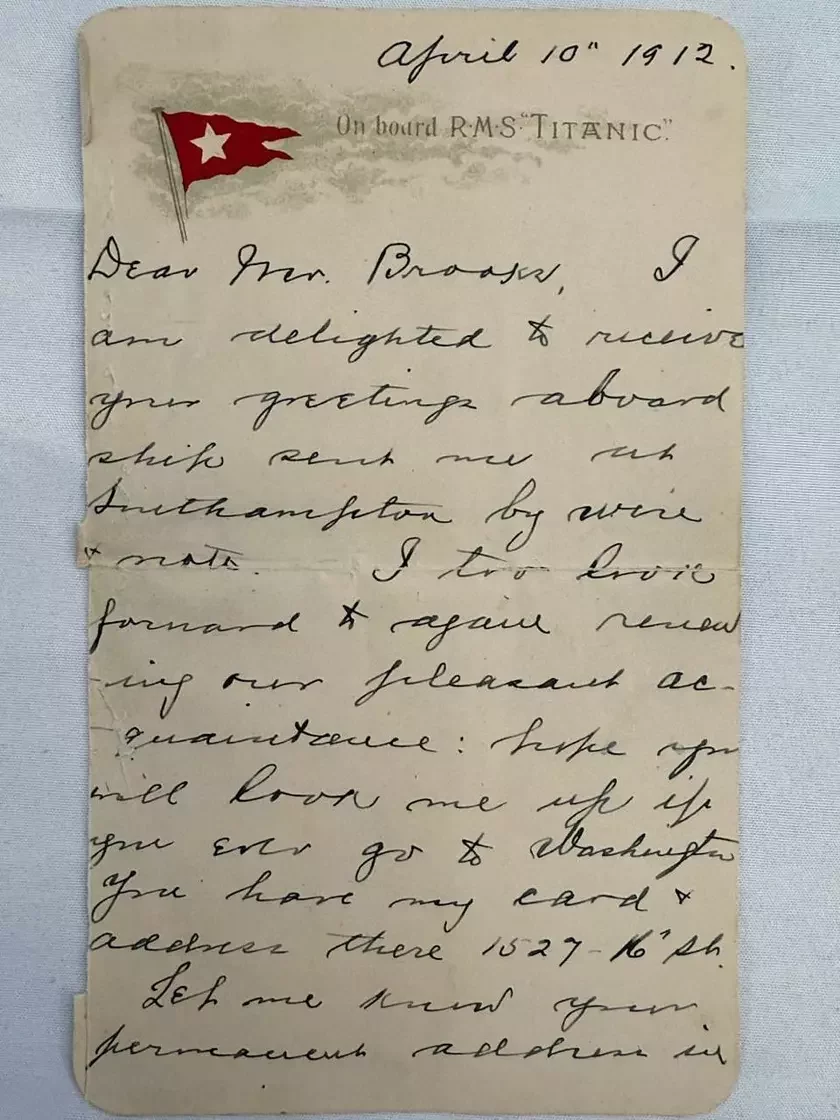 April 10" 1912.
On board R·M·S·"TITANIC."
Dear Mr. Brooks, I
am delighted to receive
your greetings aboard
ship sent me at
Southampton by wire
& note. I too look
forward to again renew
-ing our pleasant ac-
-quaintance: hope you
will look me up if
you ever go to Washington
You have my card &
address there 1527-16" St.
Let me know your
permanent address in